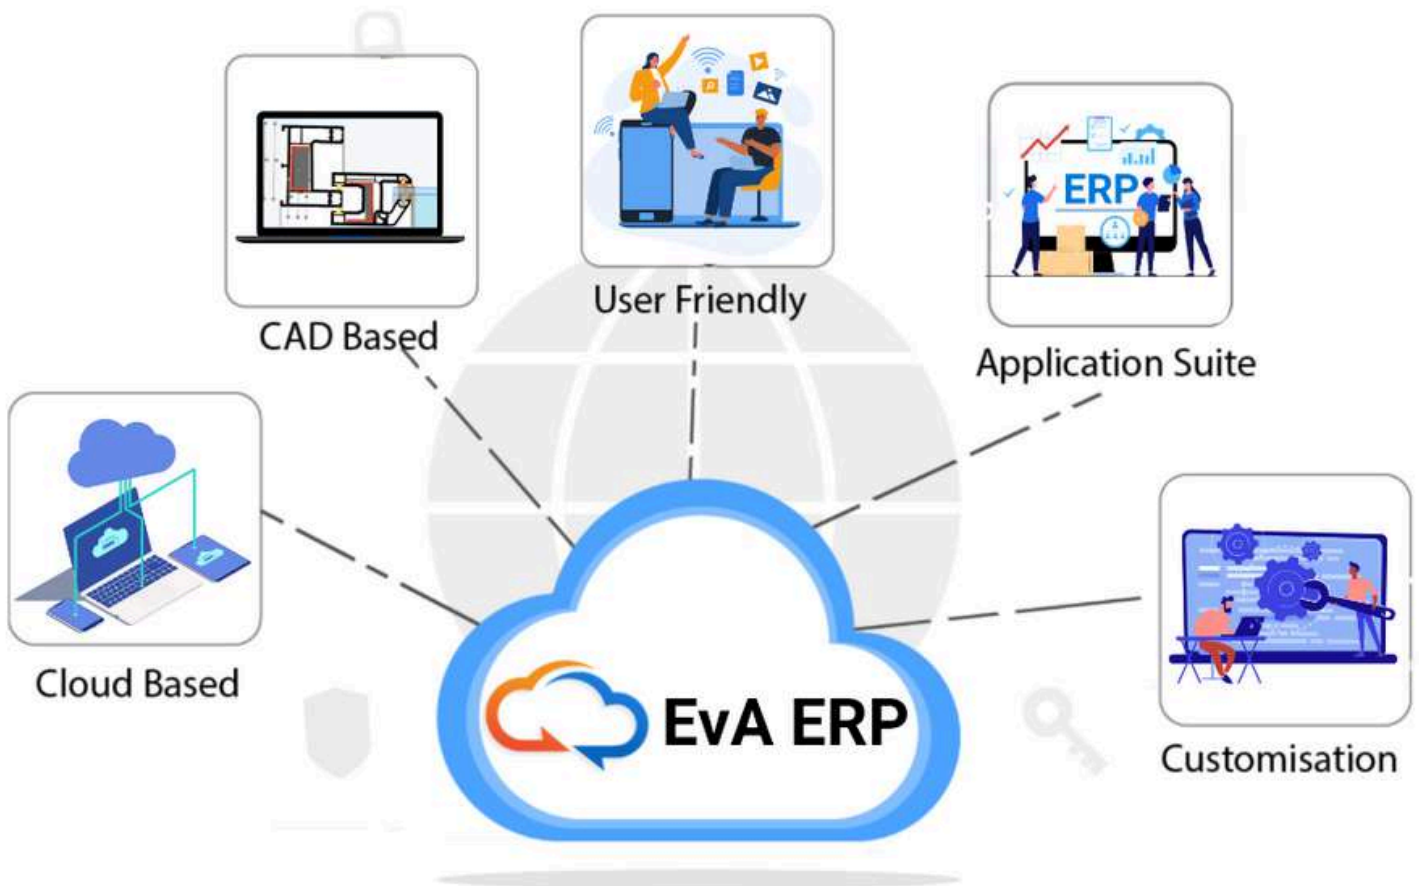 User Friendly
CAD Based
ERP
Application Suite
Cloud Based
EvA ERP
Customisation